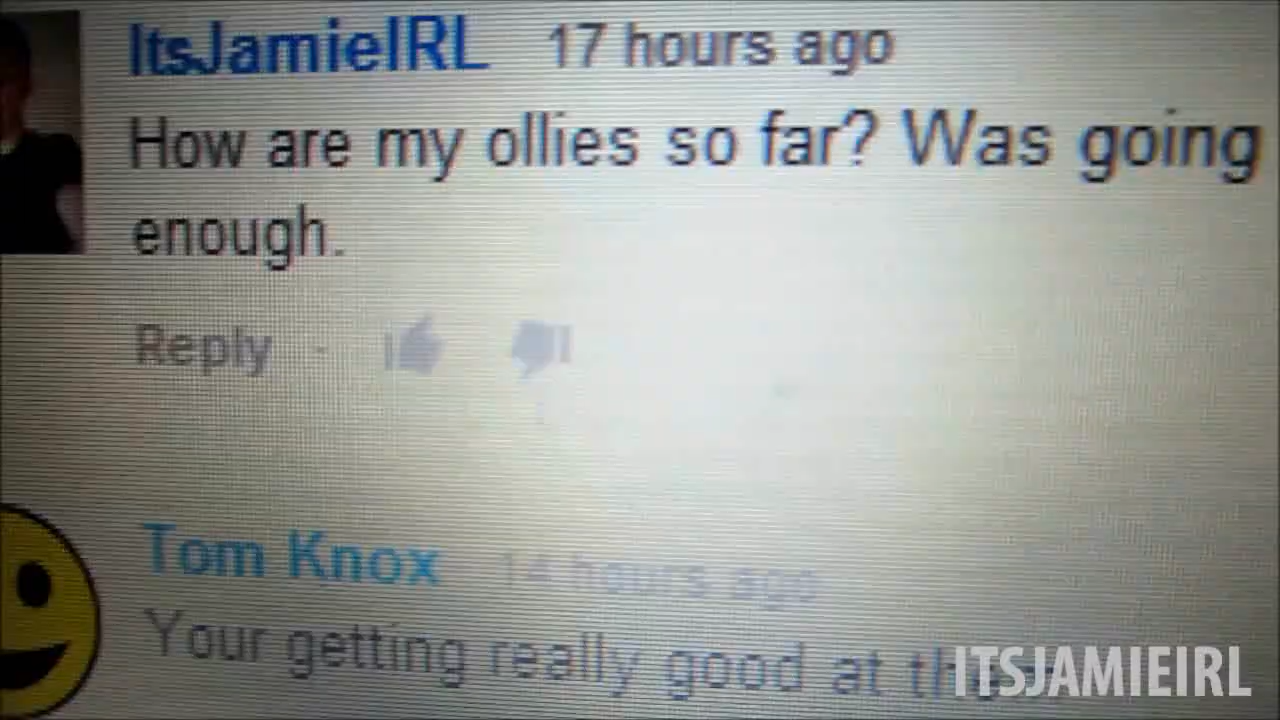 ItsJamieIRL 17 hours ago
How are my ollies so far? Was going
enough.
Reply
Tom Knox 14 hours ago
Your getting really good at
ITSJAMIEIRL